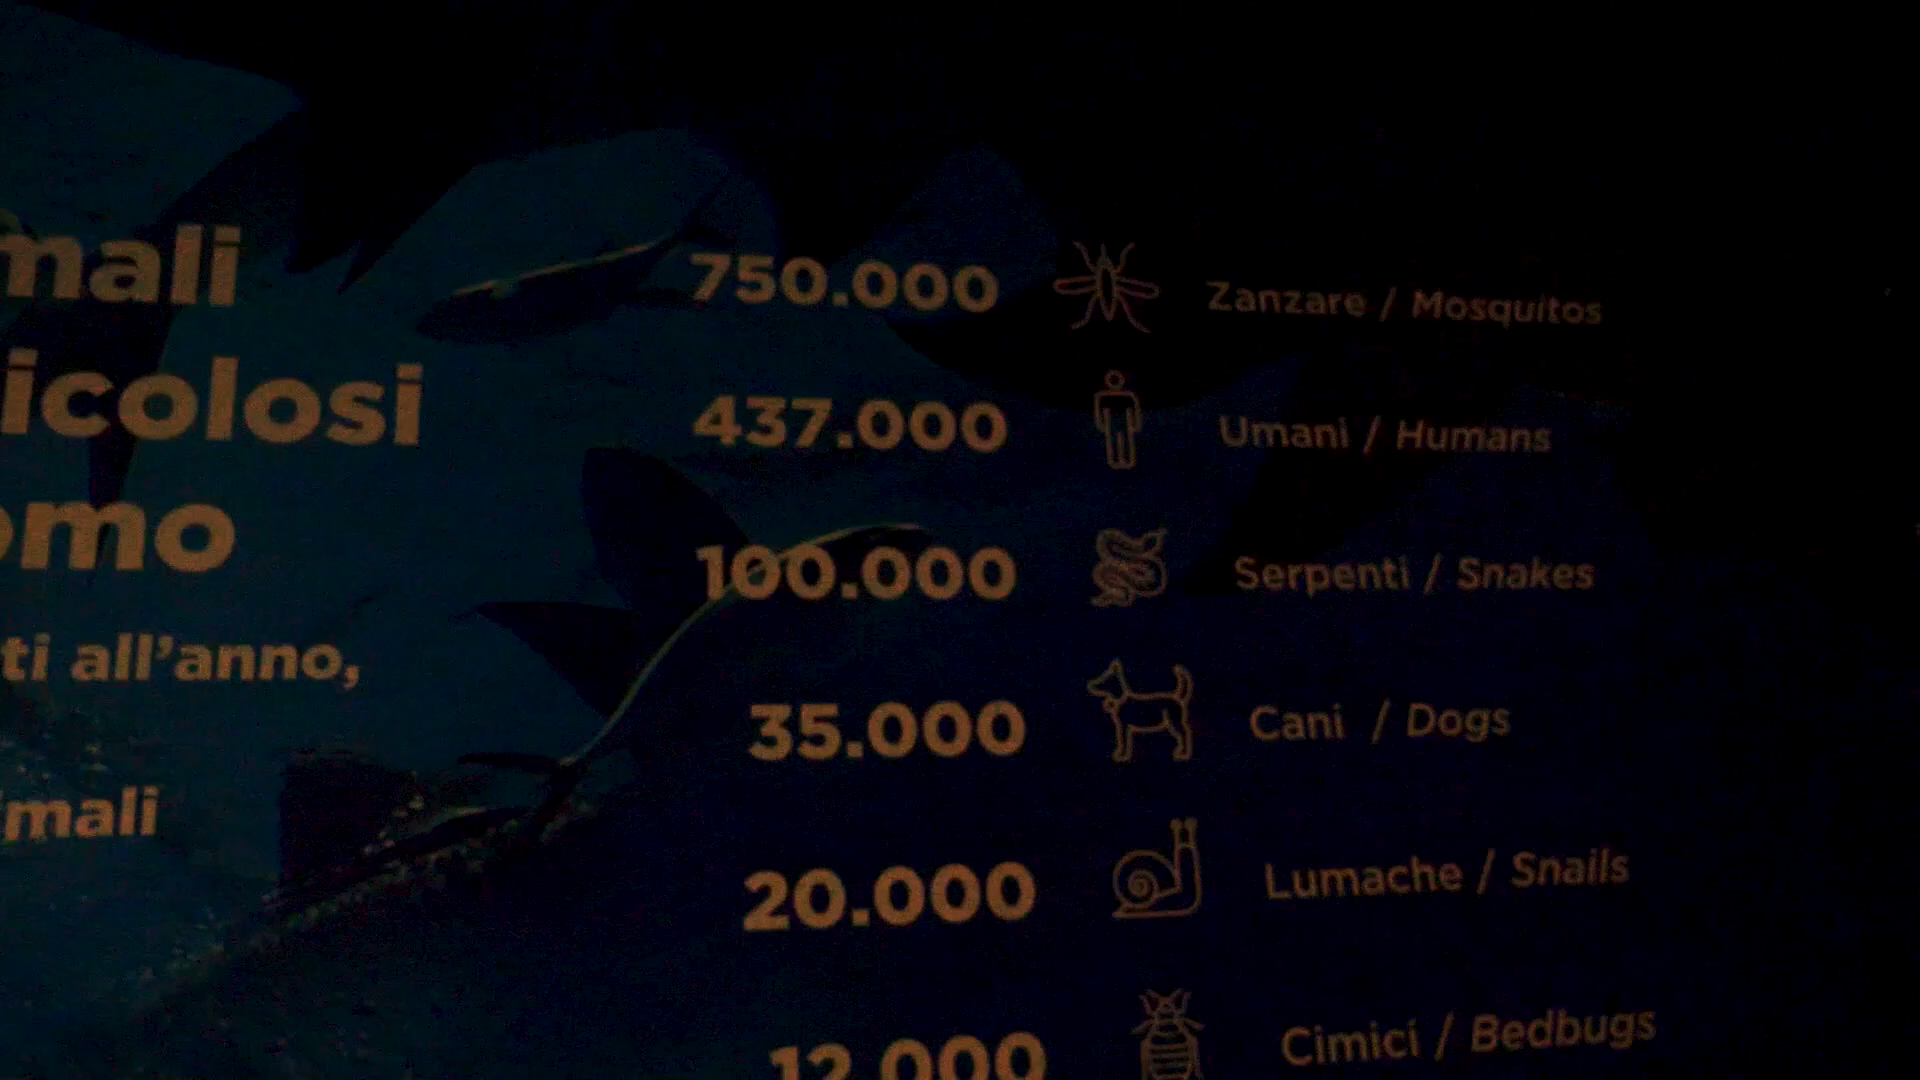 mali
icolosi
omo
ti all'anno,
mali
750.000 Zanzare / Mosquitos
437.000 Umani / Humans
100.000 Serpenti / Snakes
35.000 Cani / Dogs
20.000 Lumache / Snails
12.000 Cimici / Bedbugs